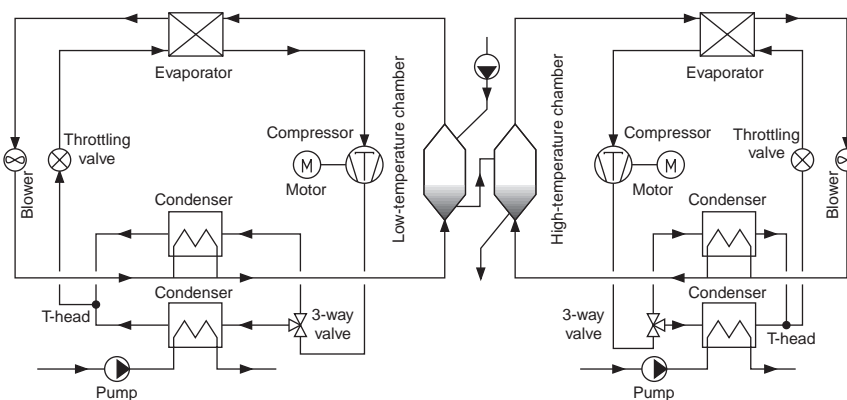 Evaporator
Low-temperature chamber
High-temperature chamber
Evaporator
Throttling
valve
Compressor
M
Motor
Blower
Condenser
Condenser
T-head
3-way
valve
Pump
Compressor
M
Motor
Throttling
valve
Blower
Condenser
Condenser
3-way
valve
T-head
Pump